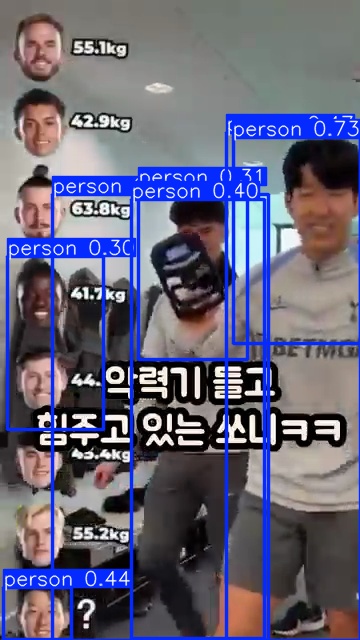 55.1kg
42.9kg
person 0.73
0.31
person
person 0.40
63.8kg
person 0.30
41.7kg
BETMG
44.
악력기 들고
힘주고 있는 쏘니ㅋㅋ
55.2kg
person 0.44
?